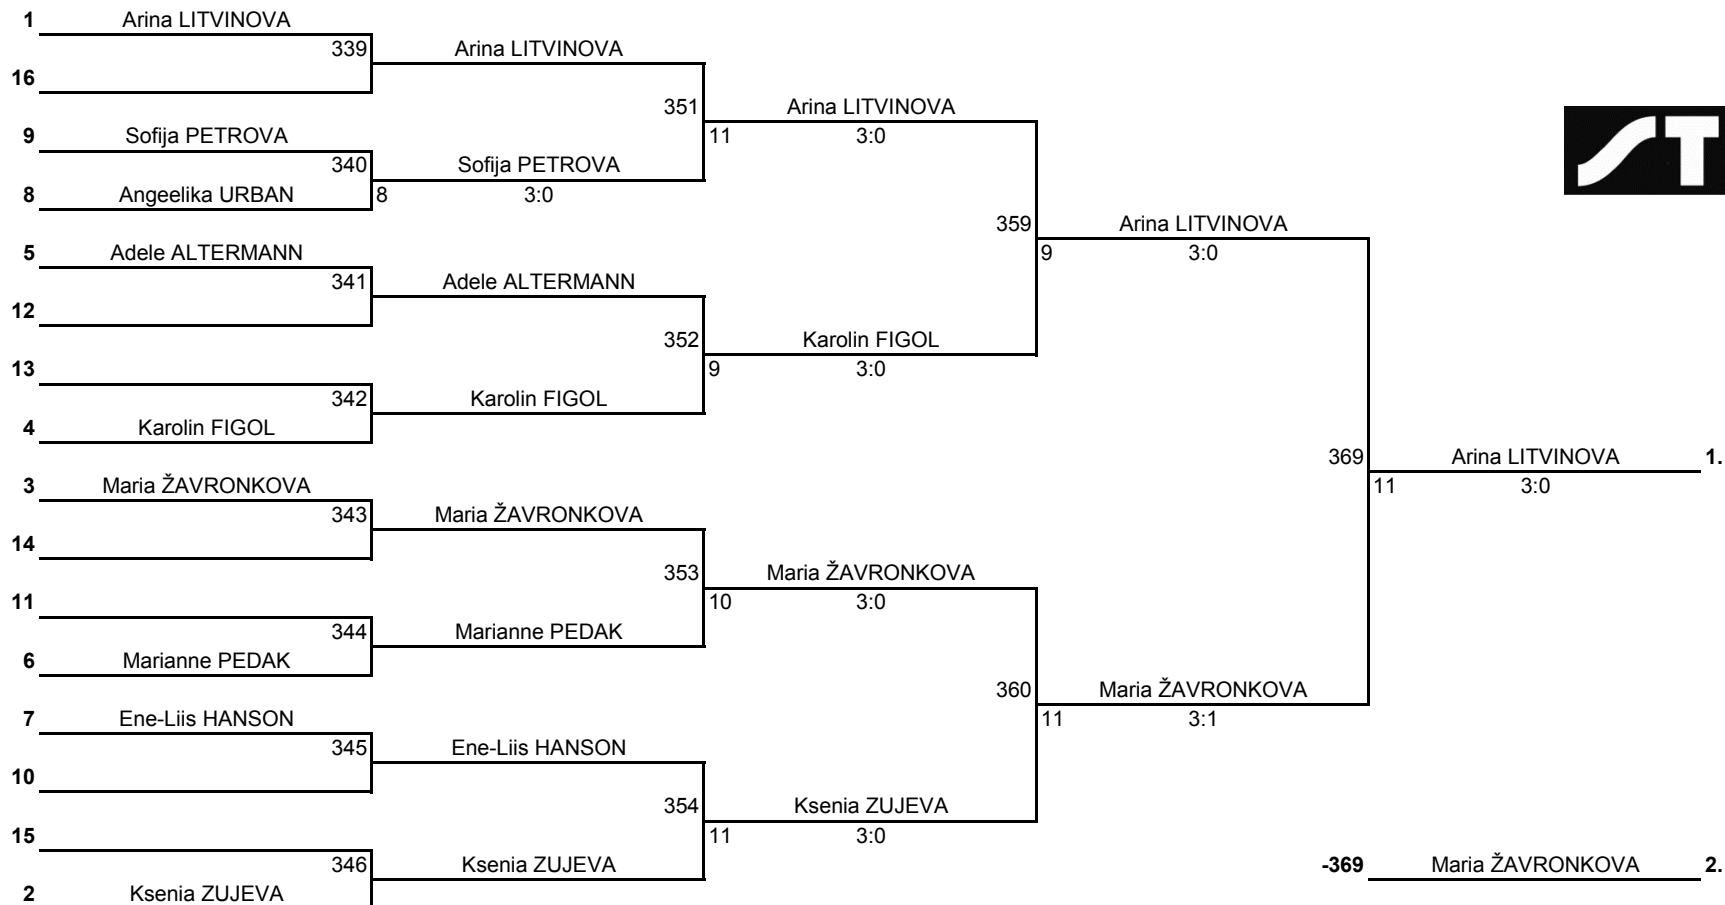 1 Arina LITVINOVA
339 Arina LITVINOVA
16
351 Arina LITVINOVA
9 Sofija PETROVA
11 3:0
340 Sofija PETROVA
8 Angeelika URBAN 8 3:0
359 Arina LITVINOVA
5 Adele ALTERMANN
9 3:0
341 Adele ALTERMANN
12
352 Karolin FIGOL
13
9 3:0
342 Karolin FIGOL
4 Karolin FIGOL
369 Arina LITVINOVA 1.
3 Maria ŽAVRONKOVA
11 3:0
343 Maria ŽAVRONKOVA
14
353 Maria ŽAVRONKOVA
11
10 3:0
344 Marianne PEDAK
6 Marianne PEDAK
360 Maria ŽAVRONKOVA
7 Ene-Liis HANSON
11 3:1
345 Ene-Liis HANSON
10
354 Ksenia ZUJEVA
15
11 3:0
346 Ksenia ZUJEVA
-369 Maria ŽAVRONKOVA 2.
2 Ksenia ZUJEVA
ST